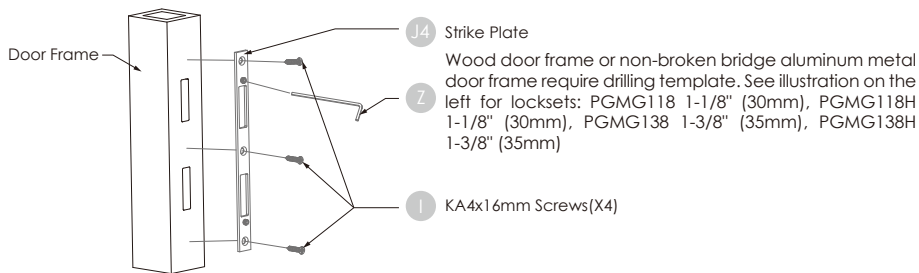 Door Frame
J4 Strike Plate
Wood door frame or non-broken bridge aluminum metal
door frame require drilling template. See illustration on the
Z left for locksets: PGMG118 1-1/8" (30mm), PGMG118H
1-1/8" (30mm), PGMG138 1-3/8" (35mm), PGMG138H
1-3/8" (35mm)
I KA4x16mm Screws(X4)